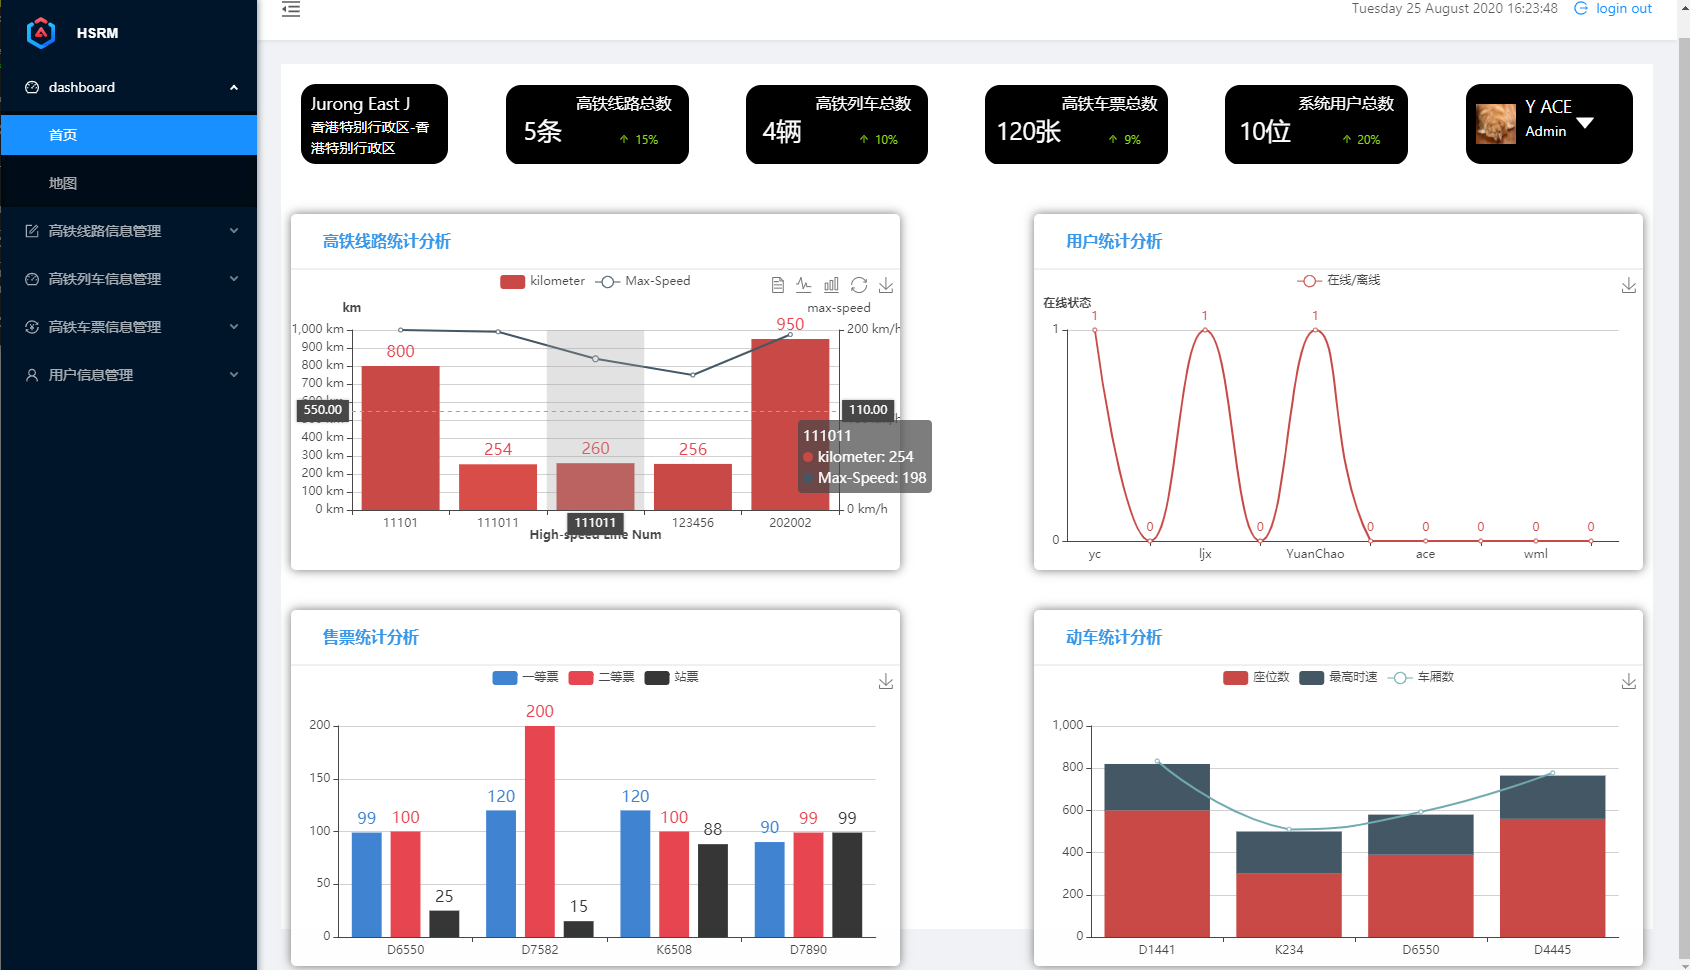 HSRM
Tuesday 25 August 2020 16:23:48
login out
dashboard
首页
地图
高铁线路信息管理
高铁列车信息管理
高铁车票信息管理
用户信息管理
Jurong East J
香港特别行政区-香
港特别行政区
高铁线路总数
5条
15%
高铁列车总数
4辆
10%
高铁车票总数
120张
9%
系统用户总数
10位
20%
Y ACE
Admin
高铁线路统计分析
kilometer
Max-Speed
km
max-speed
1,000 km
900 km
800 km
700 km
550.00
400 km
300 km
200 km
100 km
0 km
800
254
260
256
950
200 km/h
110.00
0 km/h
111011
kilometer: 254
Max-Speed: 198
11101
111011
111011
123456
202002
High-speed Line Num
用户统计分析
在线/离线
在线状态
1
0
1
0
1
0
1
0
0
0
0
0
yc
ljx
YuanChao
ace
wml
售票统计分析
一等票
二等票
站票
200
150
100
50
0
99
100
25
120
200
15
120
100
88
90
99
99
D6550
D7582
K6508
D7890
动车统计分析
座位数
最高时速
车厢数
1,000
800
600
400
200
0
D1441
K234
D6550
D4445